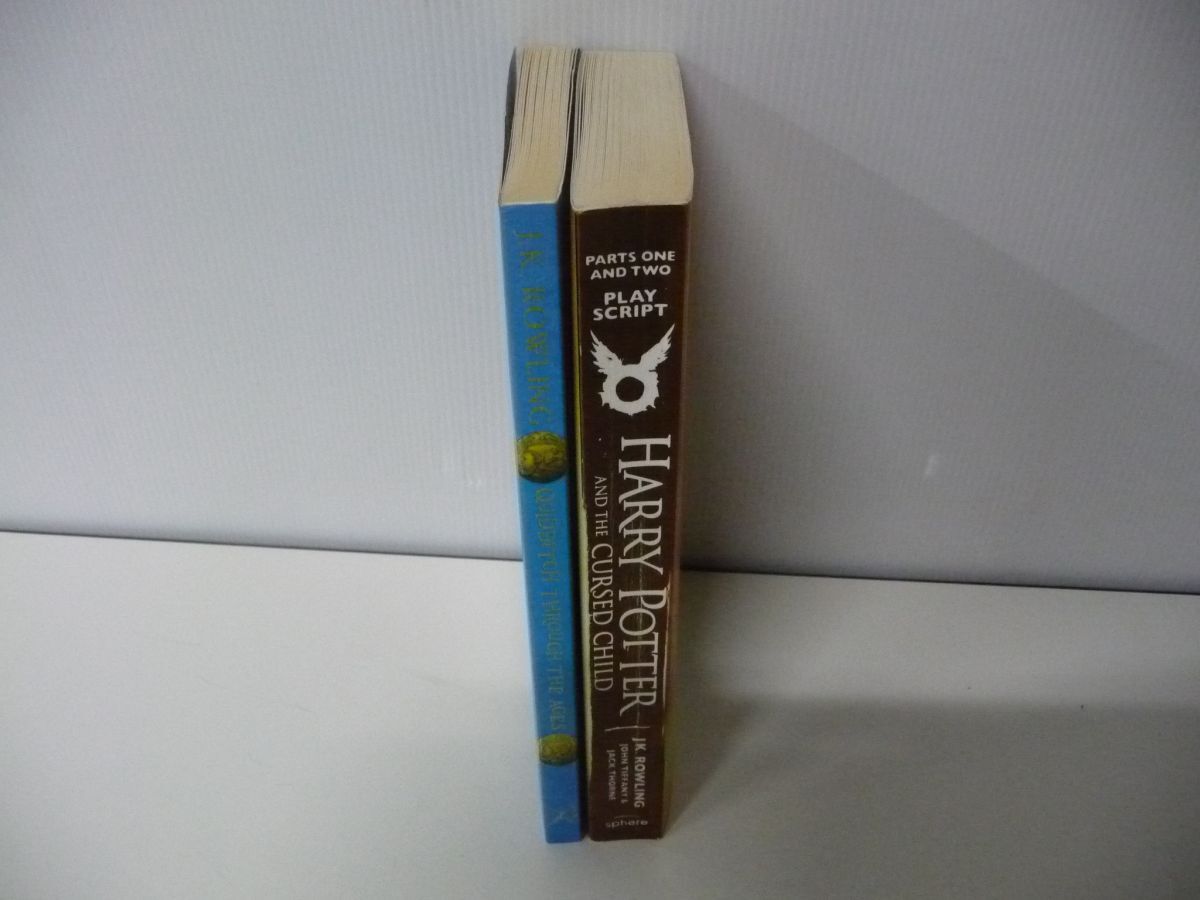 J.K. ROWLING
QUIDDITCH THROUGH THE AGES
PARTS ONE
AND TWO
PLAY
SCRIPT
HARRY POTTER
AND THE CURSED CHILD
J.K. ROWLING
JOHN TIFFANY &
JACK THORNE
sphere